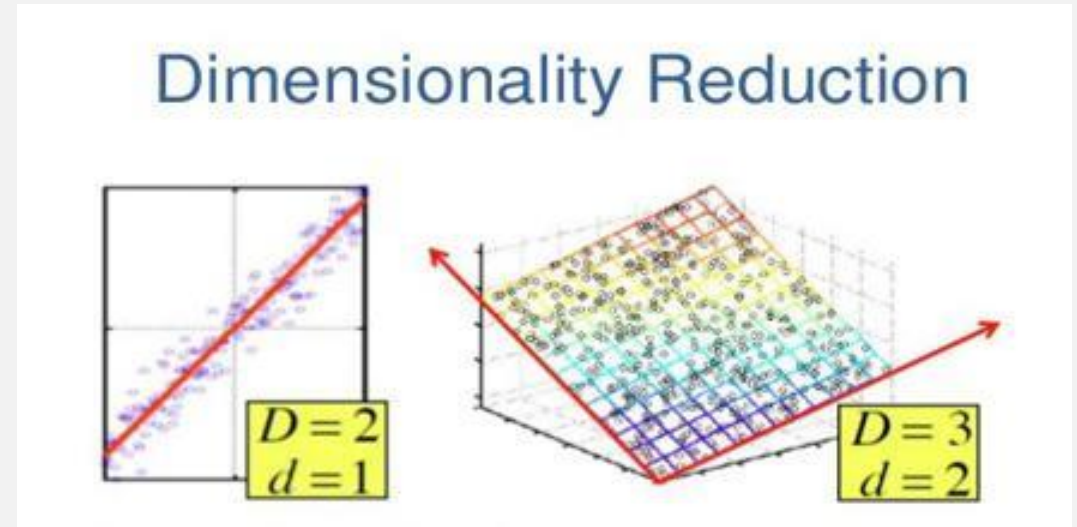 Dimensionality Reduction
D = 2
d = 1
D = 3
d = 2